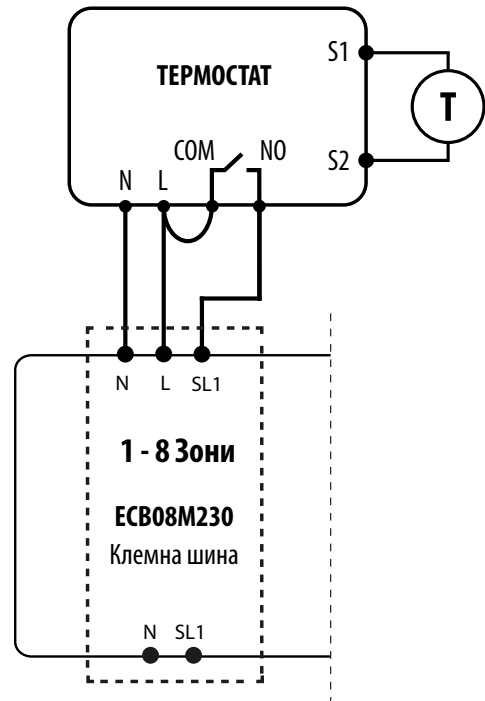 S1
ТЕРМОСТАТ
T
COM NO
S2
N L
N L SL1
1 - 8 Зони
ECB08M230
Клемна шина
N SL1